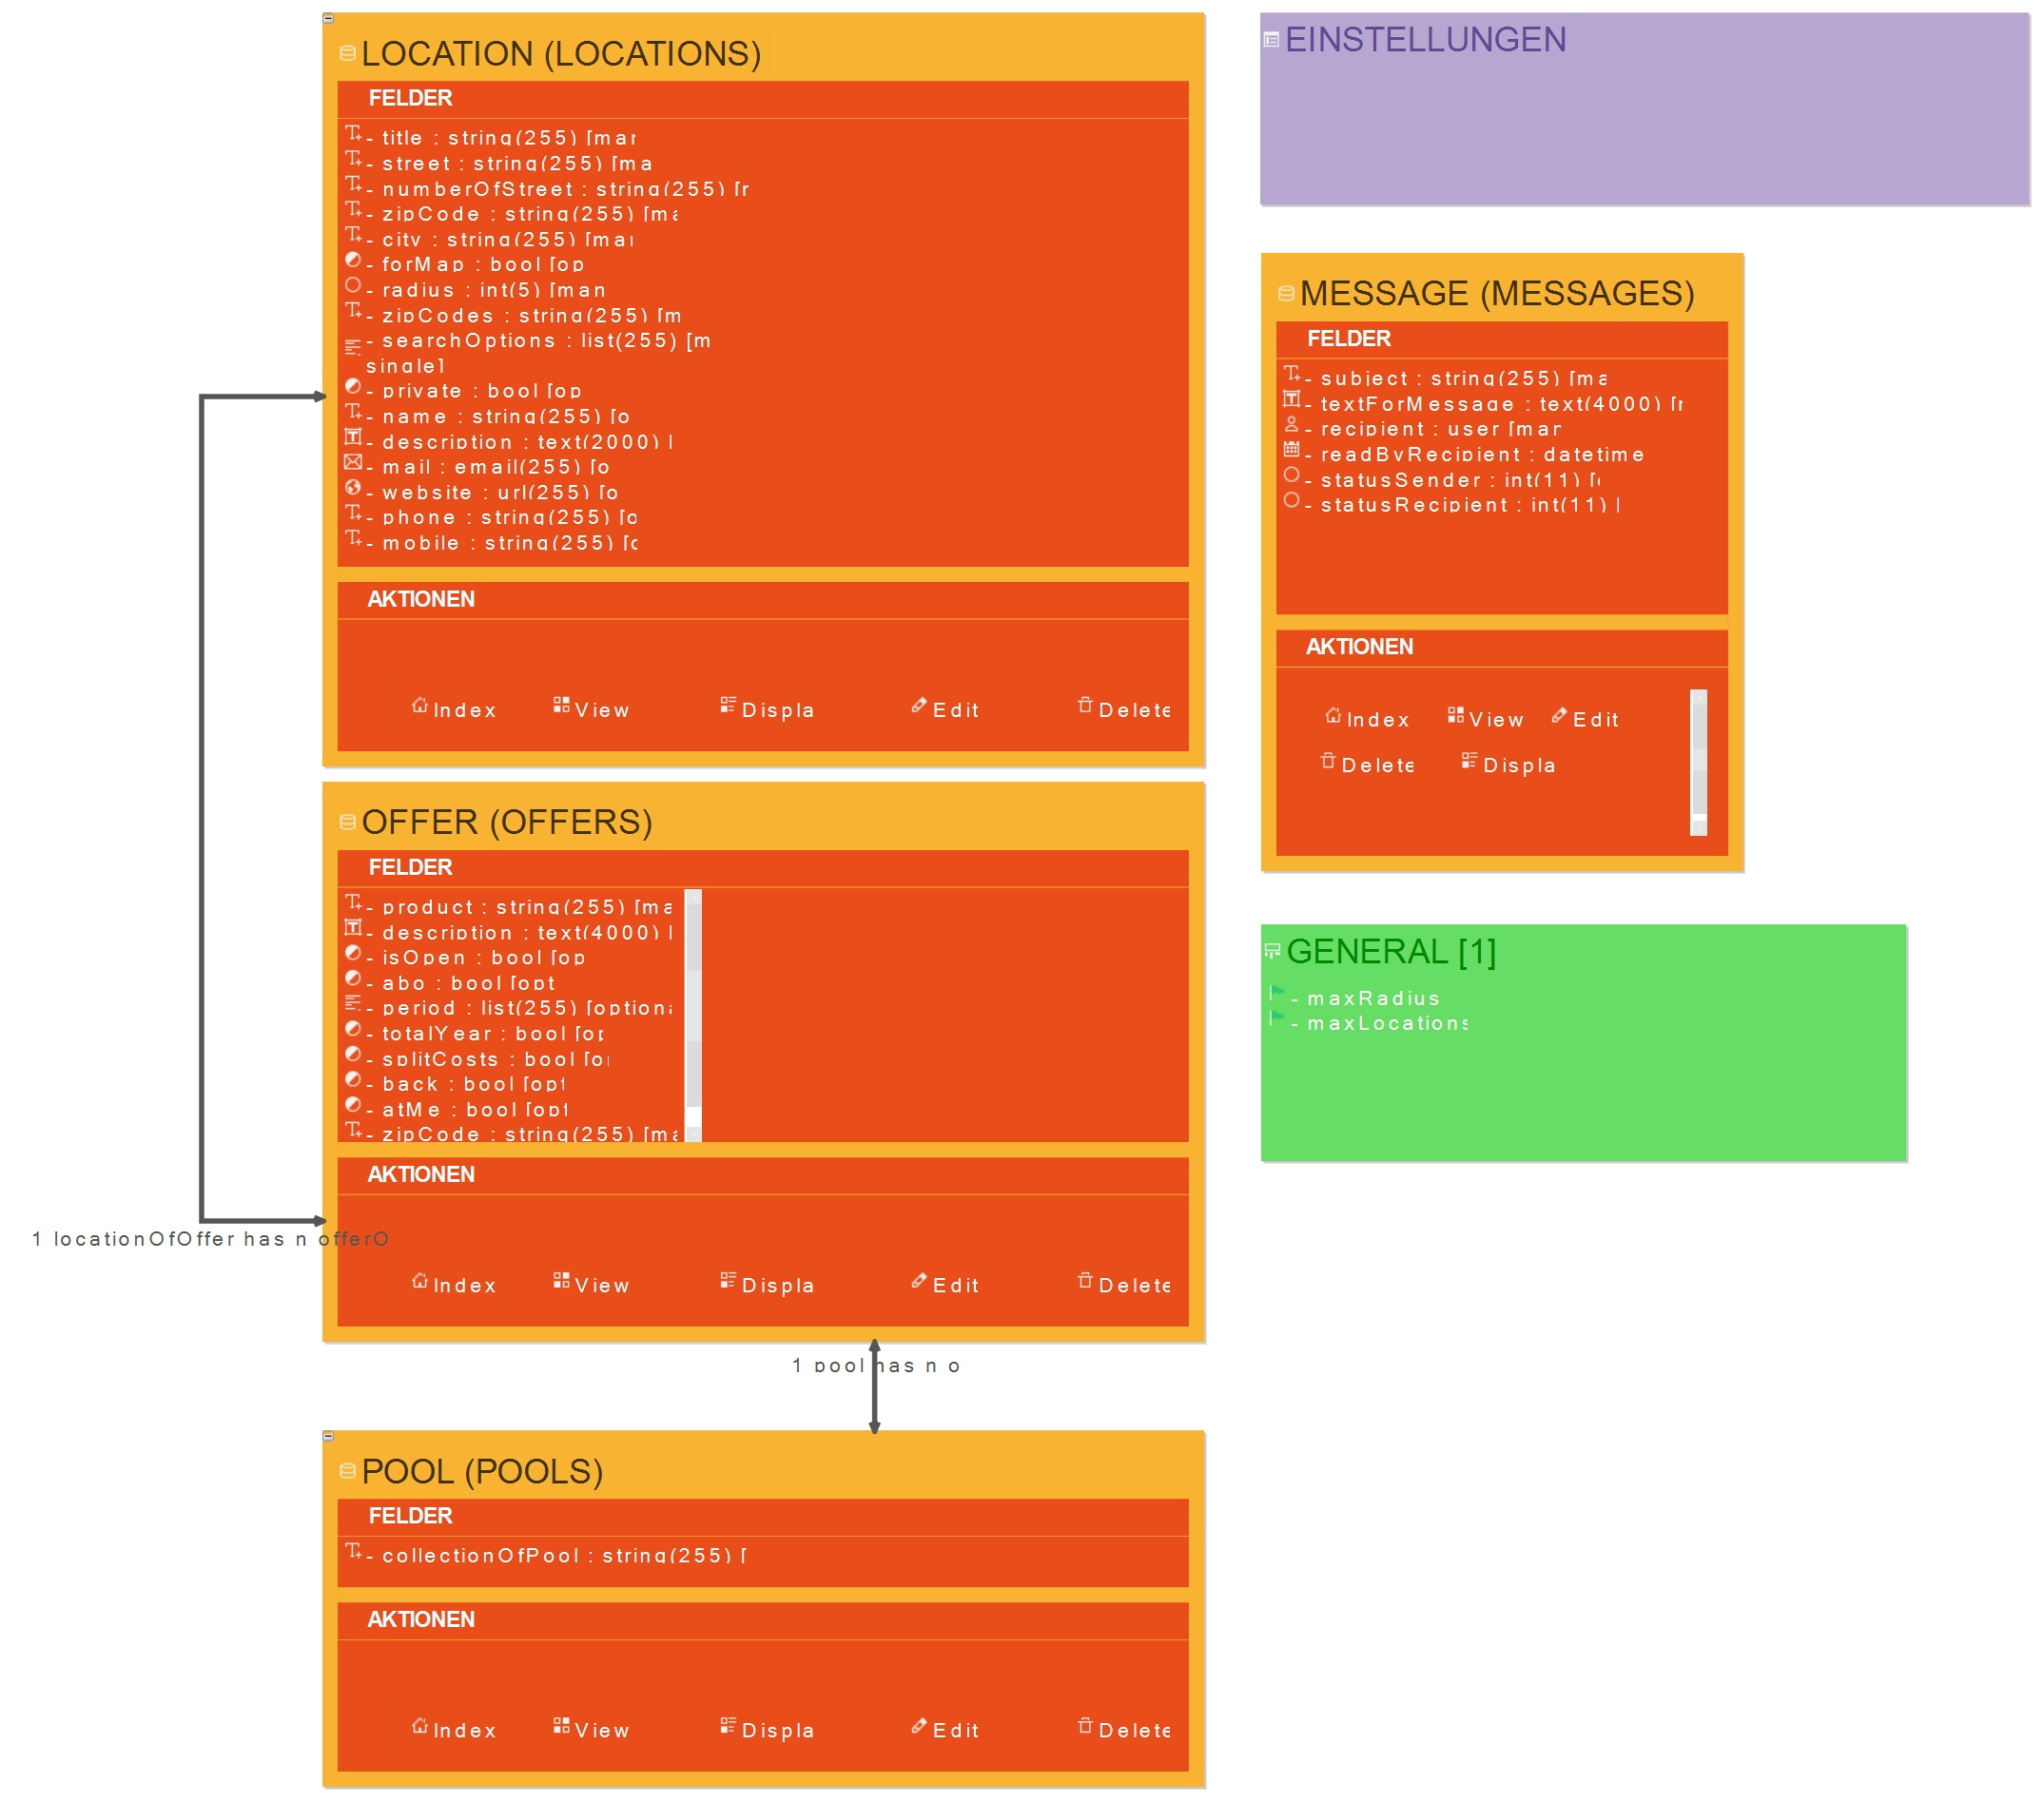 LOCATION (LOCATIONS)
FELDER
- title : string(255) [mar
- street : string(255) [ma
- numberOfStreet : string(255) [r
- zipCode : string(255) [ma
- city : string(255) [mar
- forMap : bool [op
- radius : int(5) [man
- zipCodes : string(255) [m
- searchOptions : list(255) [m
single]
- private : bool [op
- name : string(255) [o
- description : text(2000) [
- mail : email(255) [o
- website : url(255) [o
- phone : string(255) [o
- mobile : string(255) [o
AKTIONEN
Index View Displa Edit Delete
OFFER (OFFERS)
FELDER
- product : string(255) [ma
- description : text(4000) [
- isOpen : bool [op
- abo : bool [opt
- period : list(255) [optiona
- totalYear : bool [op
- splitCosts : bool [o
- back : bool [opt
- atMe : bool [opt
- zipCode : string(255) [ma
AKTIONEN
1 locationOfOffer has n offerO
Index View Displa Edit Delete
1 pool has n o
POOL (POOLS)
FELDER
- collectionOfPool : string(255) [
AKTIONEN
Index View Displa Edit Delete
EINSTELLUNGEN
MESSAGE (MESSAGES)
FELDER
- subject : string(255) [ma
- textForMessage : text(4000) [r
- recipient : user [mar
- readByRecipient : datetime
- statusSender : int(11) [
- statusRecipient : int(11) [
AKTIONEN
Index View Edit
Delete Displa
GENERAL [1]
- maxRadius
- maxLocations